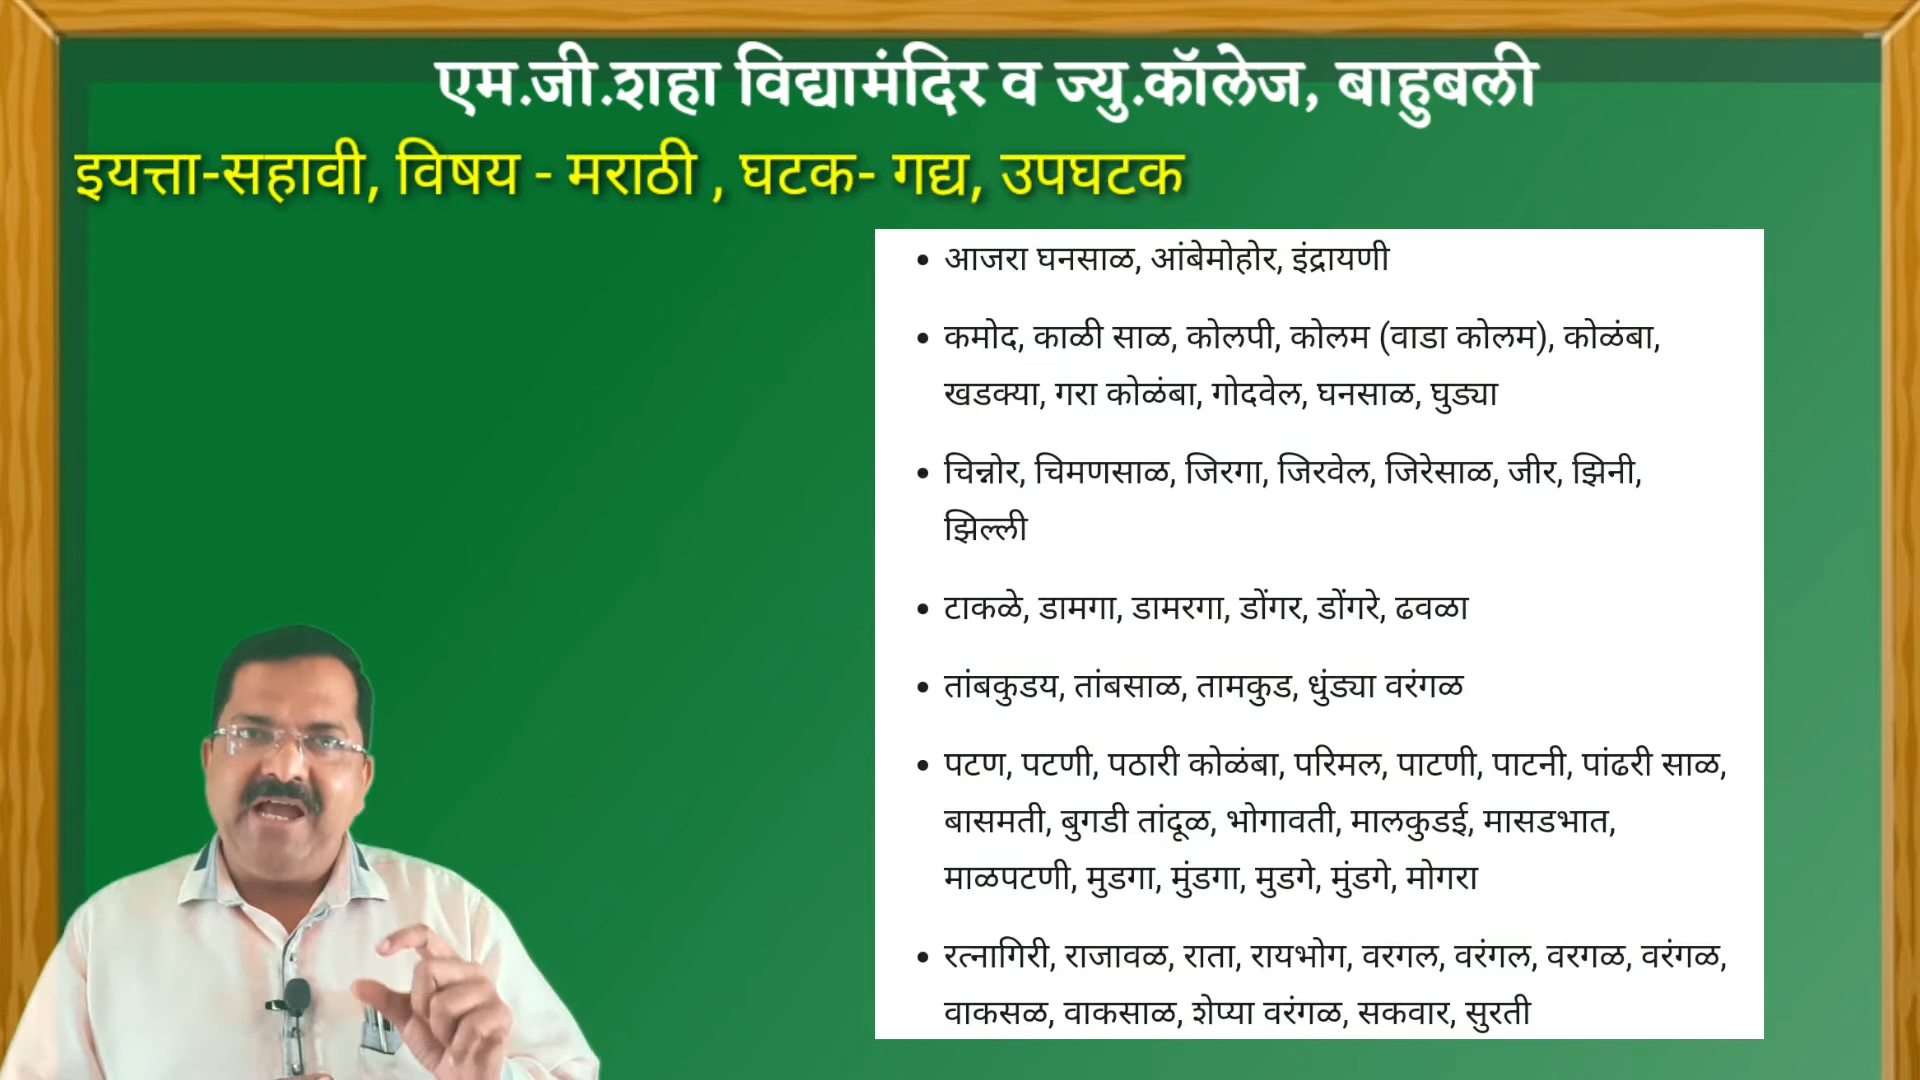 एम.जी.शहा विद्यामंदिर व ज्यु.कॉलेज, बाहुबली
इयत्ता-सहावी, विषय - मराठी , घटक- गद्य, उपघटक
• आजरा घनसाळ, आंबेमोहोर, इंद्रायणी
• कमोद, काळी साळ, कोलपी, कोलम (वाडा कोलम), कोळंबा,
खडक्या, गरा कोळंबा, गोदवेल, घनसाळ, घुड्या
• चिन्नोर, चिमणसाळ, जिरगा, जिरवेल, जिरेसाळ, जीर, झिनी,
झिल्ली
• टाकळे, डामगा, डामरगा, डोंगर, डोंगरे, ढवळा
• तांबकुडय, तांबसाळ, तामकुड, धुंड्या वरंगळ
• पटण, पटणी, पठारी कोळंबा, परिमल, पाटणी, पाटनी, पांढरी साळ,
बासमती, बुगडी तांदूळ, भोगावती, मालकुडई, मासडभात,
माळपटणी, मुडगा, मुंडगा, मुडगे, मुंडगे, मोगरा
• रत्नागिरी, राजावळ, राता, रायभोग, वरगल, वरंगल, वरगळ, वरंगळ,
वाकसळ, वाकसाळ, शेप्या वरंगळ, सकवार, सुरती